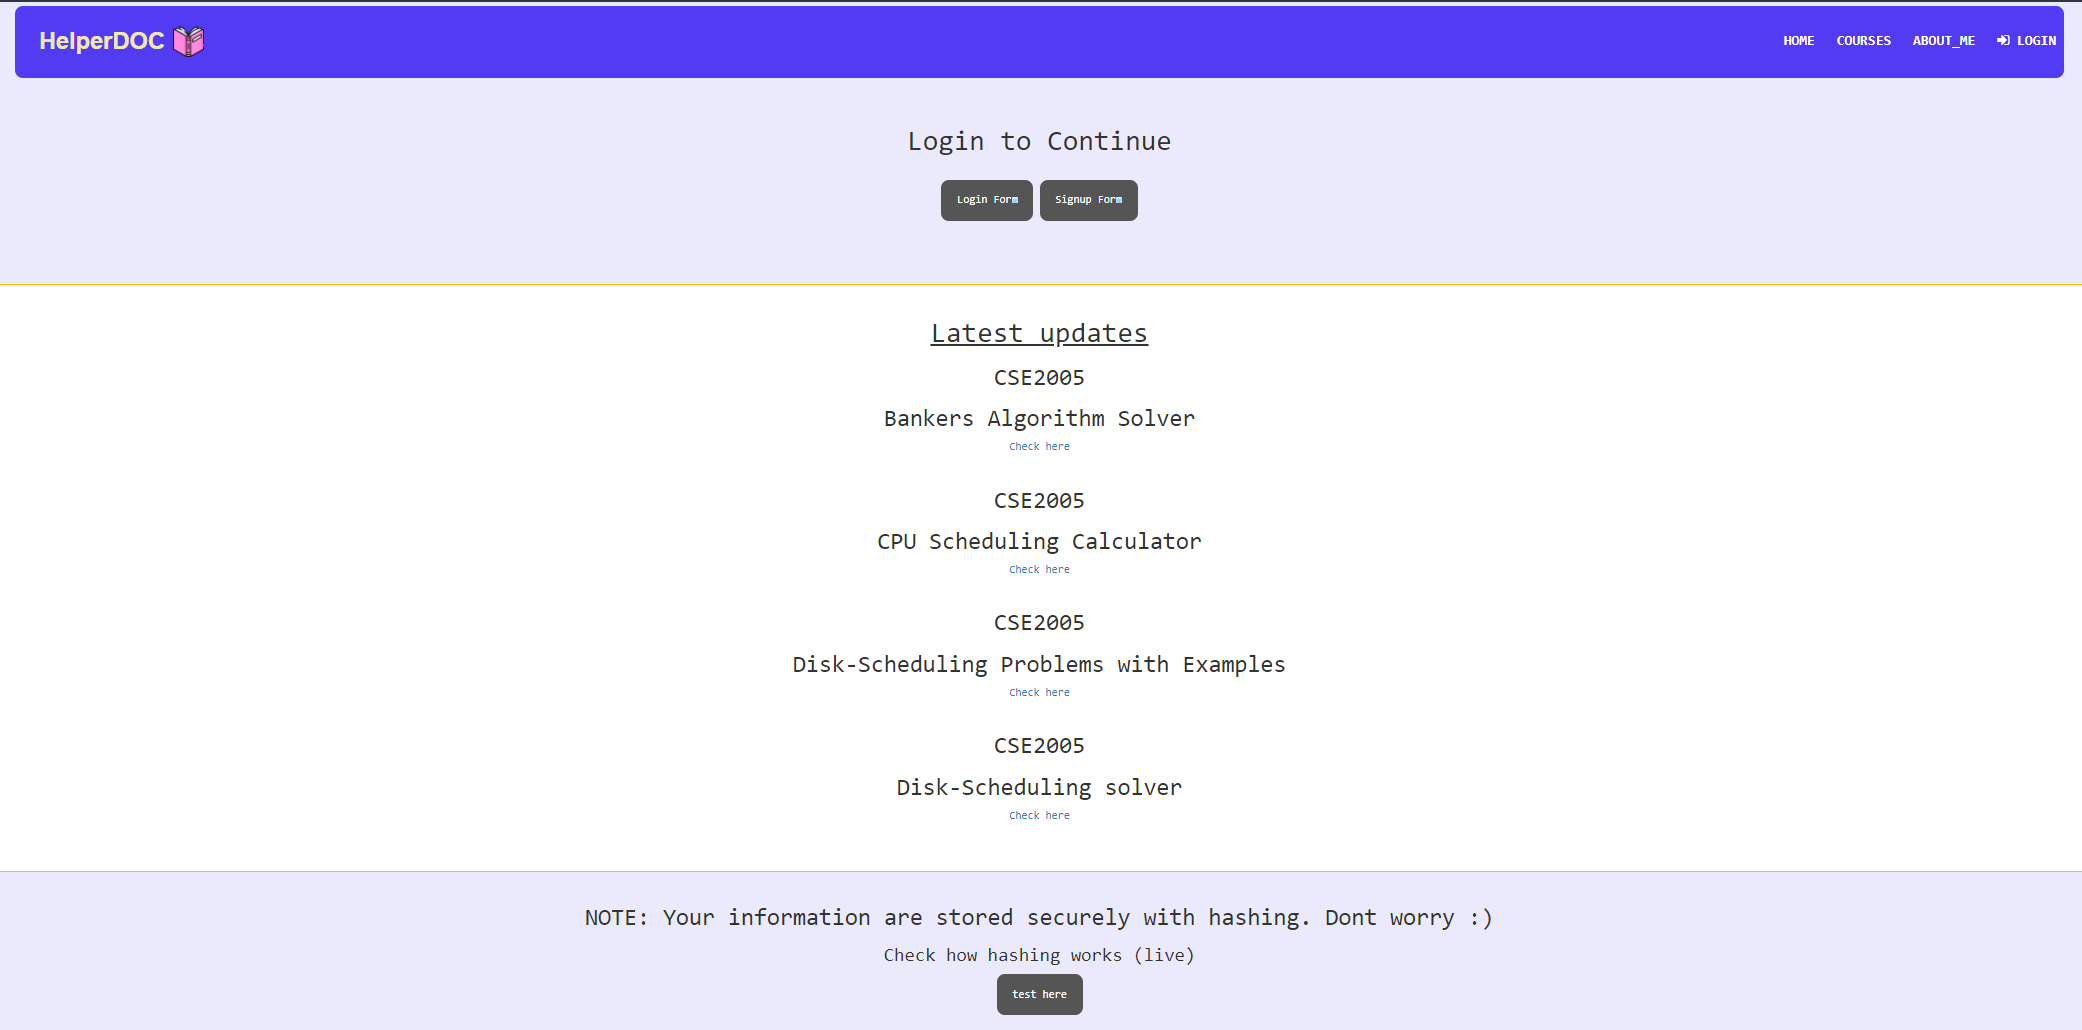 HelperDOC
HOME COURSES ABOUT_ME LOGIN
Login to Continue
Login Form Signup Form
Latest updates
CSE2005
Bankers Algorithm Solver
Check here
CSE2005
CPU Scheduling Calculator
Check here
CSE2005
Disk-Scheduling Problems with Examples
Check here
CSE2005
Disk-Scheduling solver
Check here
NOTE: Your information are stored securely with hashing. Dont worry :)
Check how hashing works (live)
test here